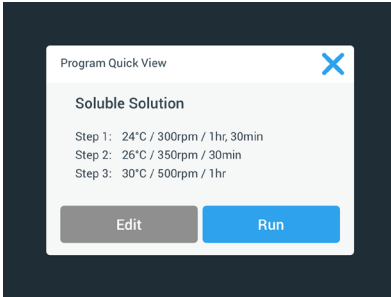 Program Quick View
Soluble Solution
Step 1: 24°C / 300rpm / 1hr, 30min
Step 2: 26°C / 350rpm / 30min
Step 3: 30°C / 500rpm / 1hr
Edit Run